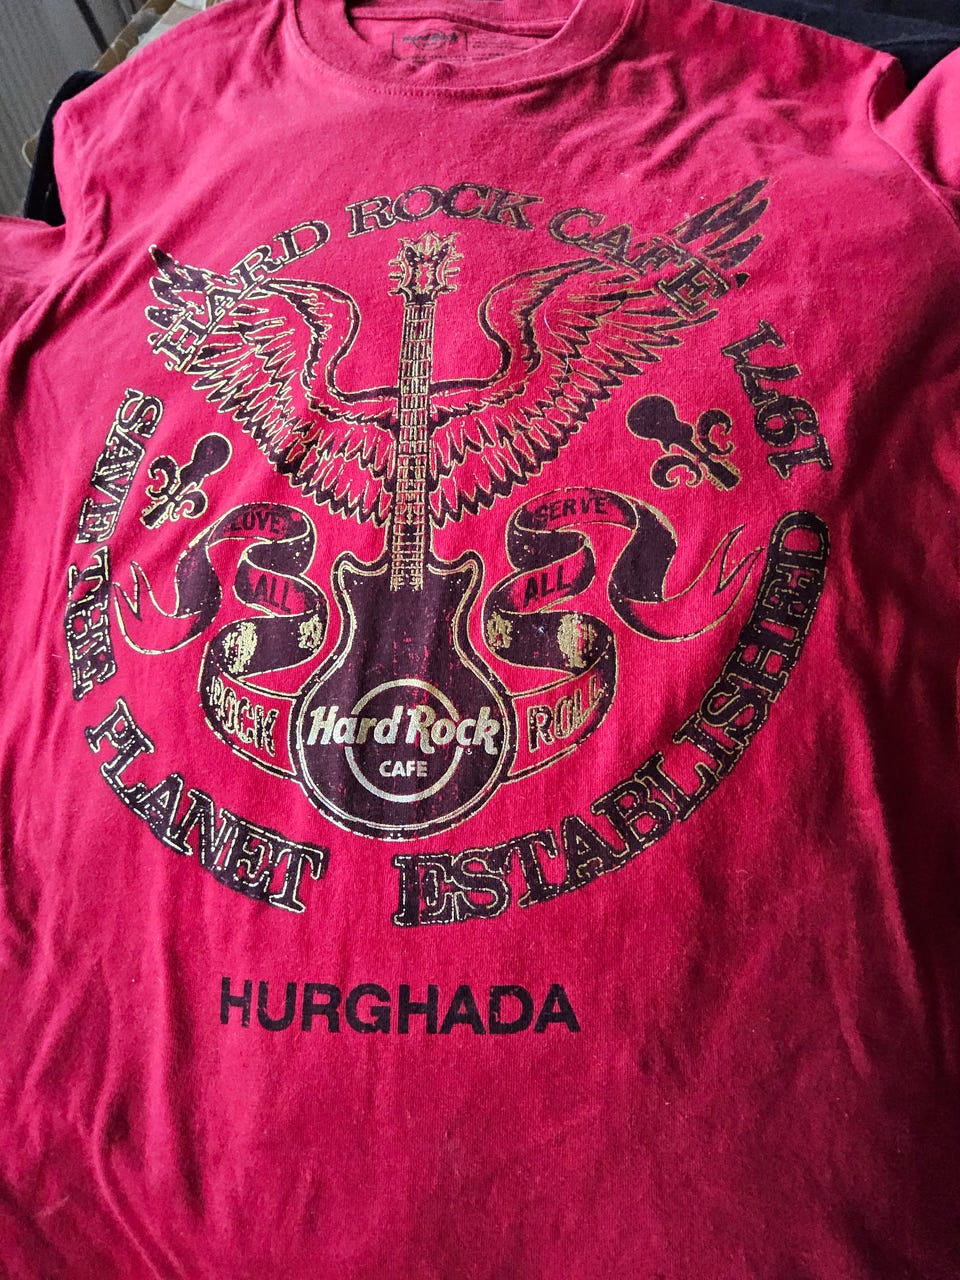 HARD ROCK CAFE
SAVE THE PLANET
ESTABLISHED 1971
LOVE
ALL
SERVE
ALL
ROCK
ROLL
Hard Rock
CAFE
HURGHADA